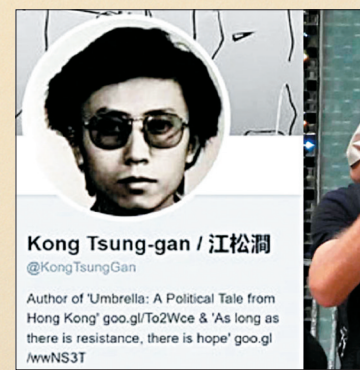 Kong Tsung-gan / 江松澗
@KongTsungGan
Author of 'Umbrella: A Political Tale from
Hong Kong' goo.gl/To2Wce & 'As long as
there is resistance, there is hope' goo.gl
/wwNS3T